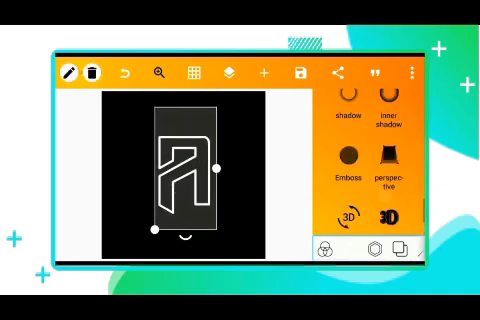 A
shadow
inner
shadow
Emboss
perspec-
tive
3D
3D